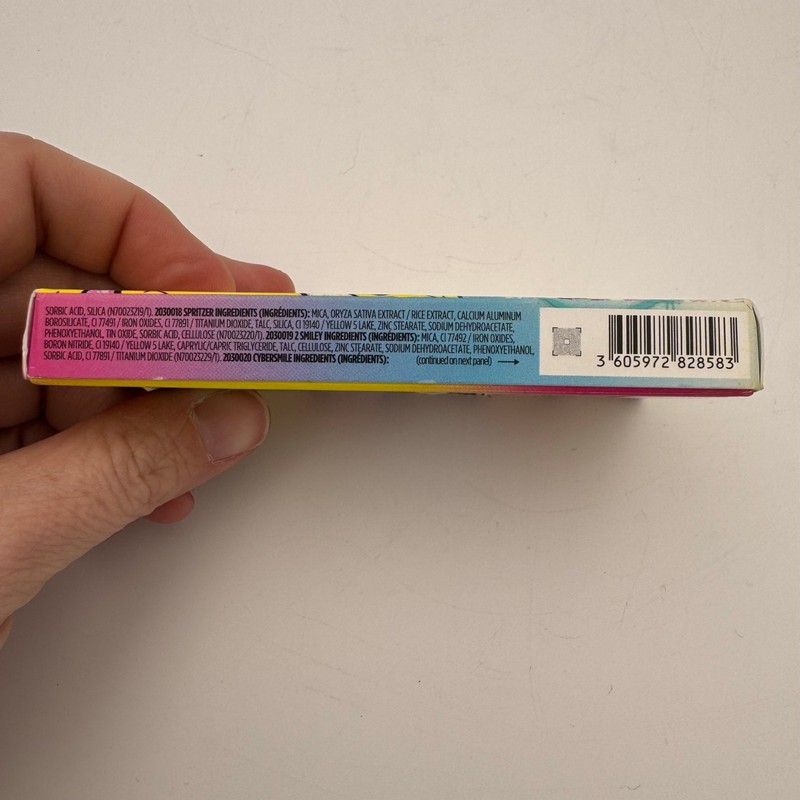 SORBIC ACID, SILICA (N70023219/1). 2030018 SPRITZER INGREDIENTS (INGRÉDIENTS): MICA, ORYZA SATIVA EXTRACT / RICE EXTRACT, CALCIUM ALUMINUM
BOROSILICATE, CI 77491 / IRON OXIDES, CI 77891 / TITANIUM DIOXIDE, TALC, SILICA, CI 19140 / YELLOW 5 LAKE, ZINC STEARATE, SODIUM DEHYDROACETATE,
PHENOXYETHANOL, TIN OXIDE, SORBIC ACID, CELLULOSE (N70023220/1). 2030019 2 SMILEY INGREDIENTS (INGRÉDIENTS): MICA, CI 77492 / IRON OXIDES,
BORON NITRIDE, CI 19140 / YELLOW 5 LAKE, CAPRYLIC/CAPRIC TRIGLYCERIDE, TALC, CELLULOSE, ZINC STEARATE, SODIUM DEHYDROACETATE, PHENOXYETHANOL,
SORBIC ACID, CI 77891 / TITANIUM DIOXIDE (N70023229/1). 2030020 CYBERSMILE INGREDIENTS (INGRÉDIENTS): (continued on next panel) →
3 605972 828583